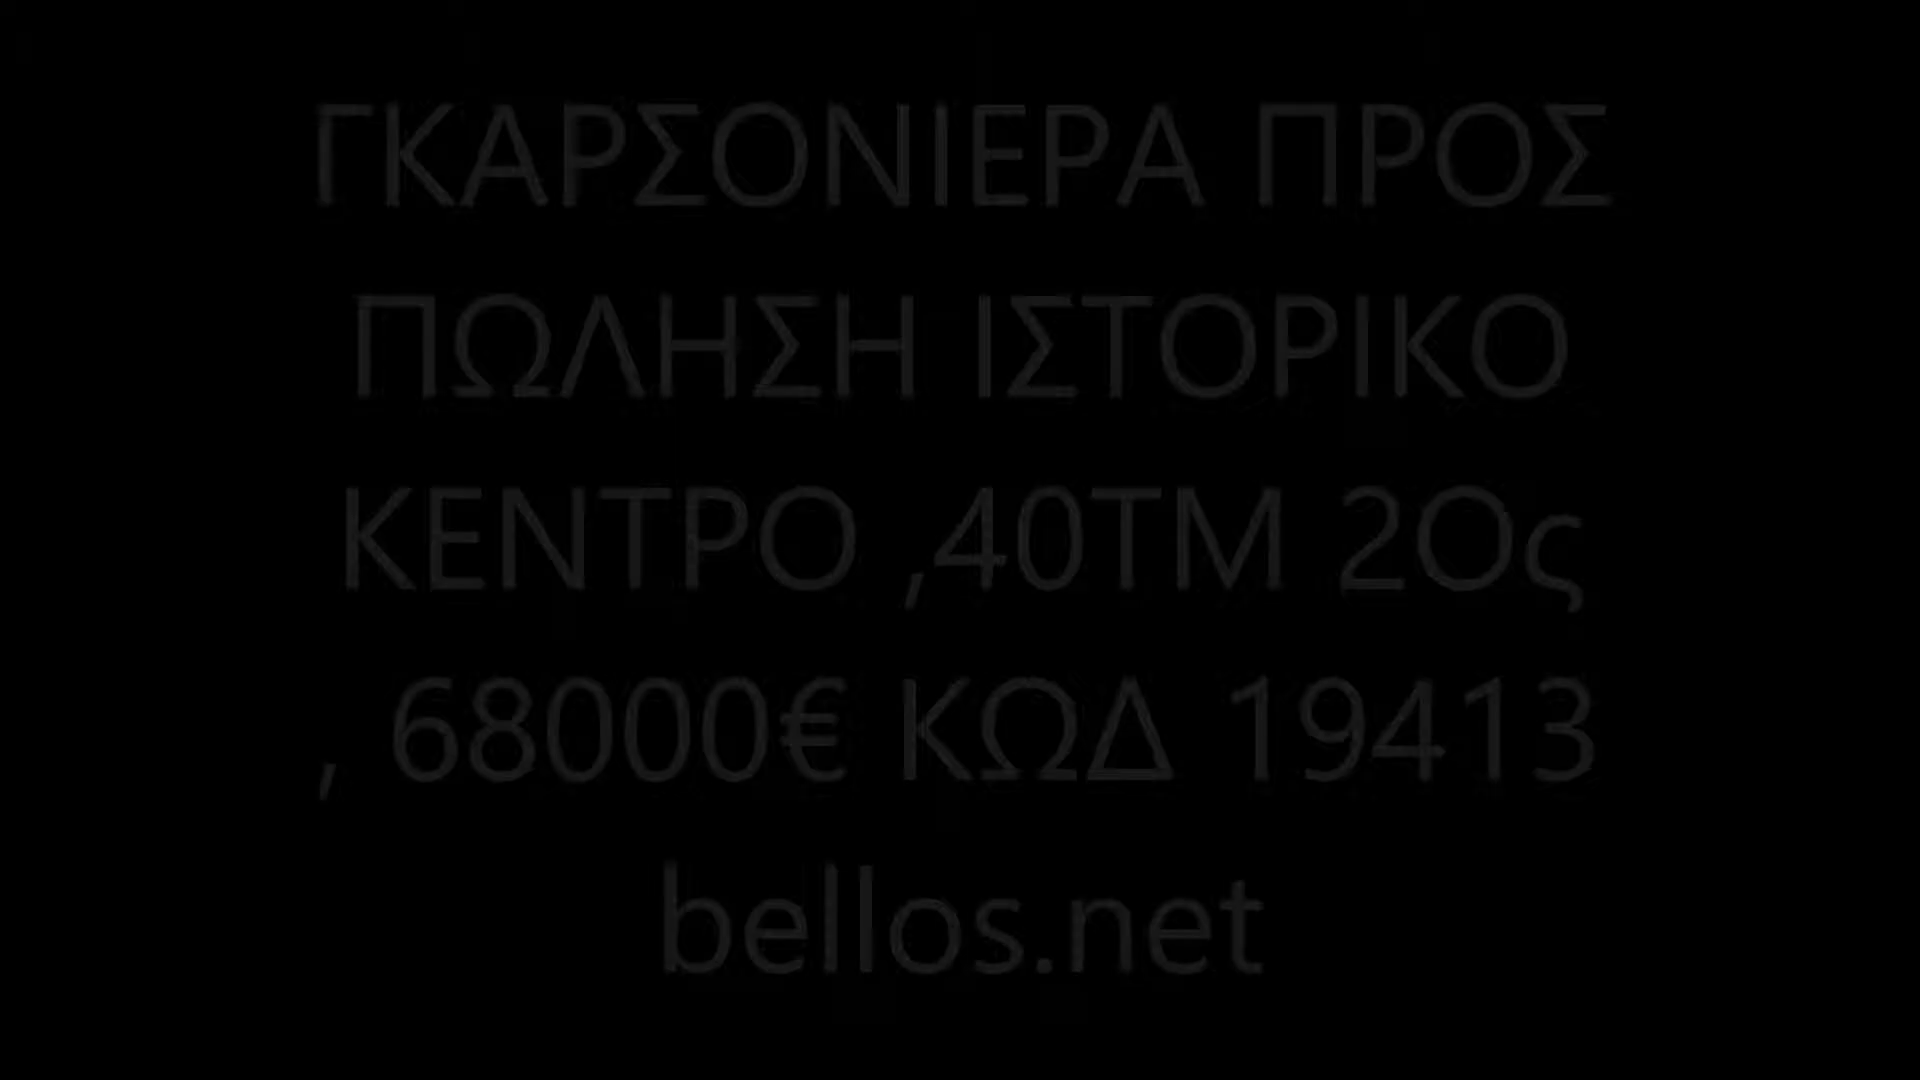 ΓΚΑΡΣΟΝΙΕΡΑ ΠΡΟΣ
ΠΩΛΗΣΗ ΙΣΤΟΡΙΚΟ
ΚΕΝΤΡΟ ,40ΤΜ 2Ος
, 68000€ ΚΩΔ 19413
bellos.net